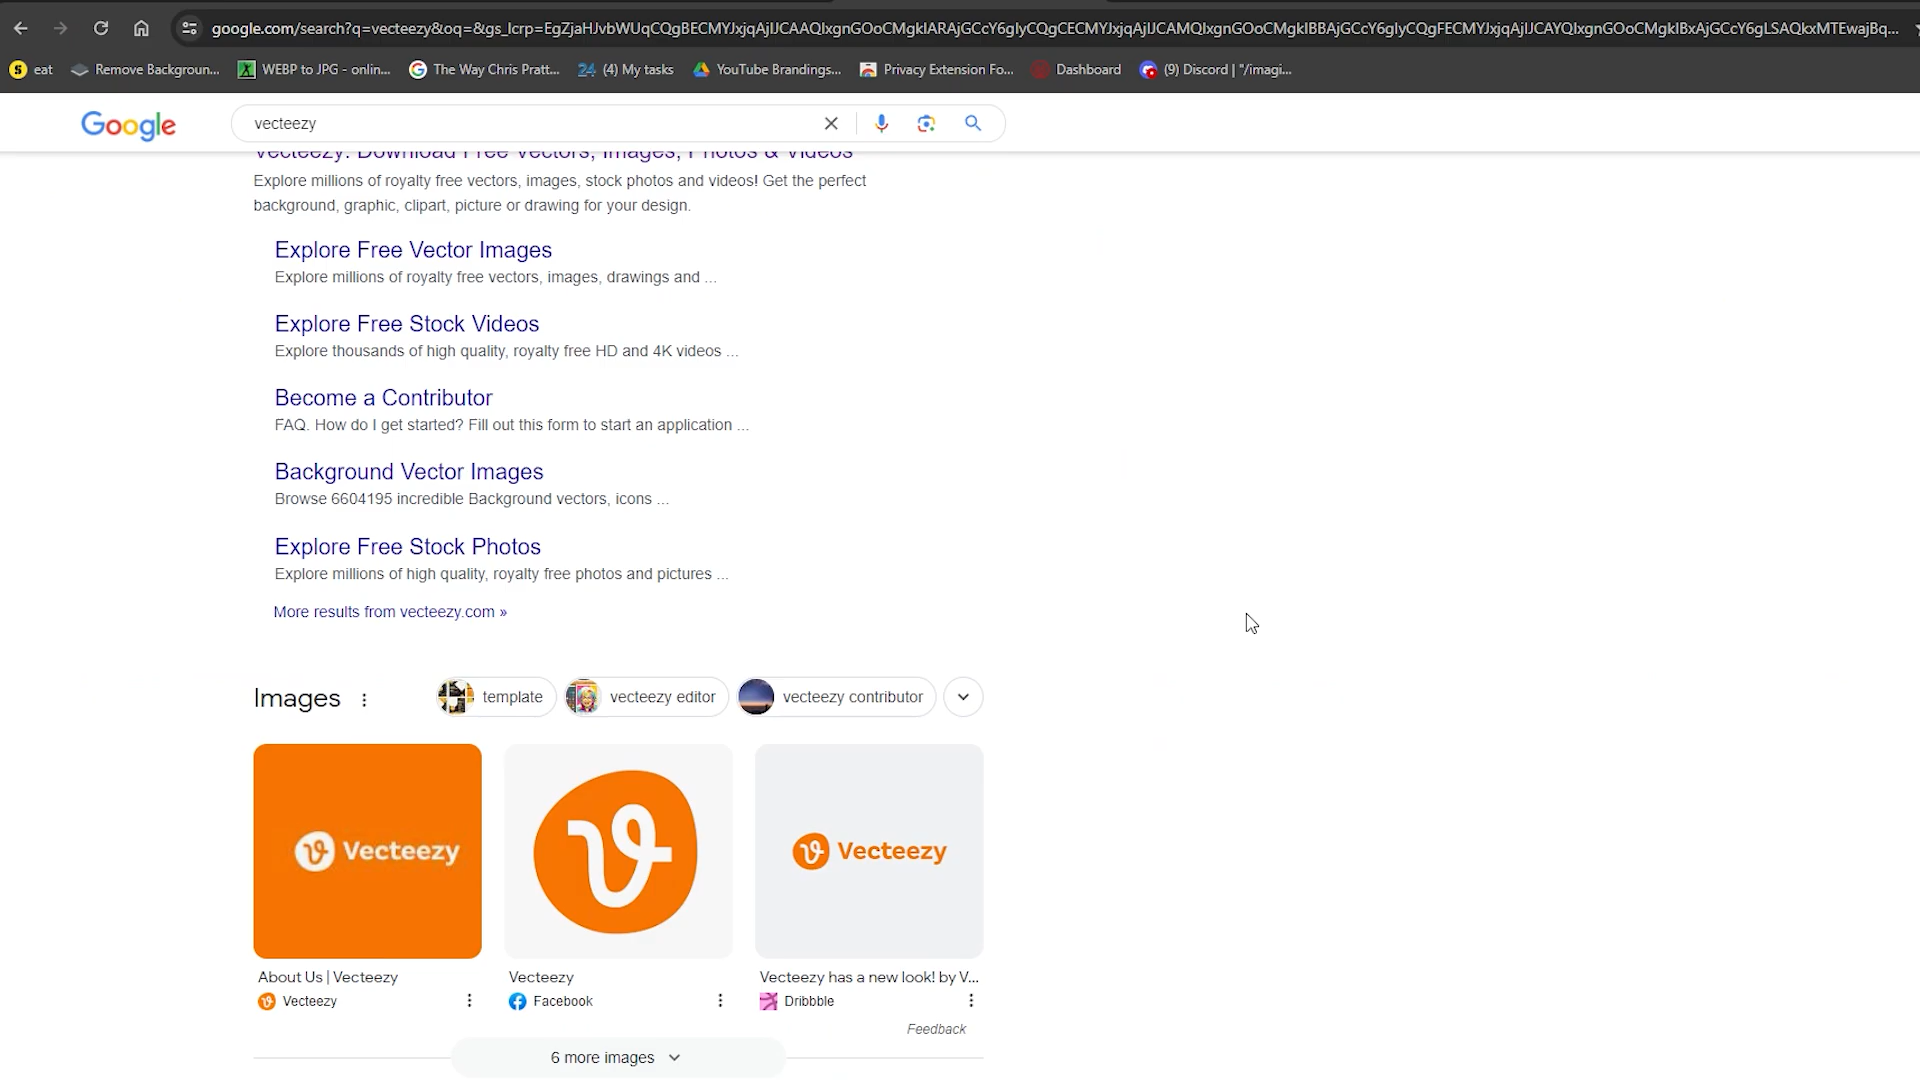 google.com/search?q=vecteezy&oq=&gs_lcrp=EgZjaHJvbWUqCQgBECMYJxjqAjIJCAAQIxgnGOoCMgkIARAjGCcY6gIyCQgCECMYJxjqAjIJCAMQIxgnGOoCMgkIBBAjGCcY6gIyCQgFECMYJxjqAjIJCAYQIxgnGOoCMgkIBxAjGCcY6gLSAQkxMTEwajBq...
eat
Remove Backgroun...
WEBP to JPG - onlin...
The Way Chris Pratt...
24 (4) My tasks
YouTube Brandings...
Privacy Extension Fo...
Dashboard
(9) Discord | "/imagi...
Google
vecteezy
Vecteezy: Download Free Vectors, Images, Photos & Videos
Explore millions of royalty free vectors, images, stock photos and videos! Get the perfect
background, graphic, clipart, picture or drawing for your design.
Explore Free Vector Images
Explore millions of royalty free vectors, images, drawings and ...
Explore Free Stock Videos
Explore thousands of high quality, royalty free HD and 4K videos ...
Become a Contributor
FAQ. How do I get started? Fill out this form to start an application ...
Background Vector Images
Browse 6604195 incredible Background vectors, icons ...
Explore Free Stock Photos
Explore millions of high quality, royalty free photos and pictures ...
More results from vecteezy.com »
Images
template
vecteezy editor
vecteezy contributor
Vecteezy
Vecteezy
About Us | Vecteezy
Vecteezy
Vecteezy has a new look! by V...
Vecteezy
Facebook
Dribbble
Feedback
6 more images